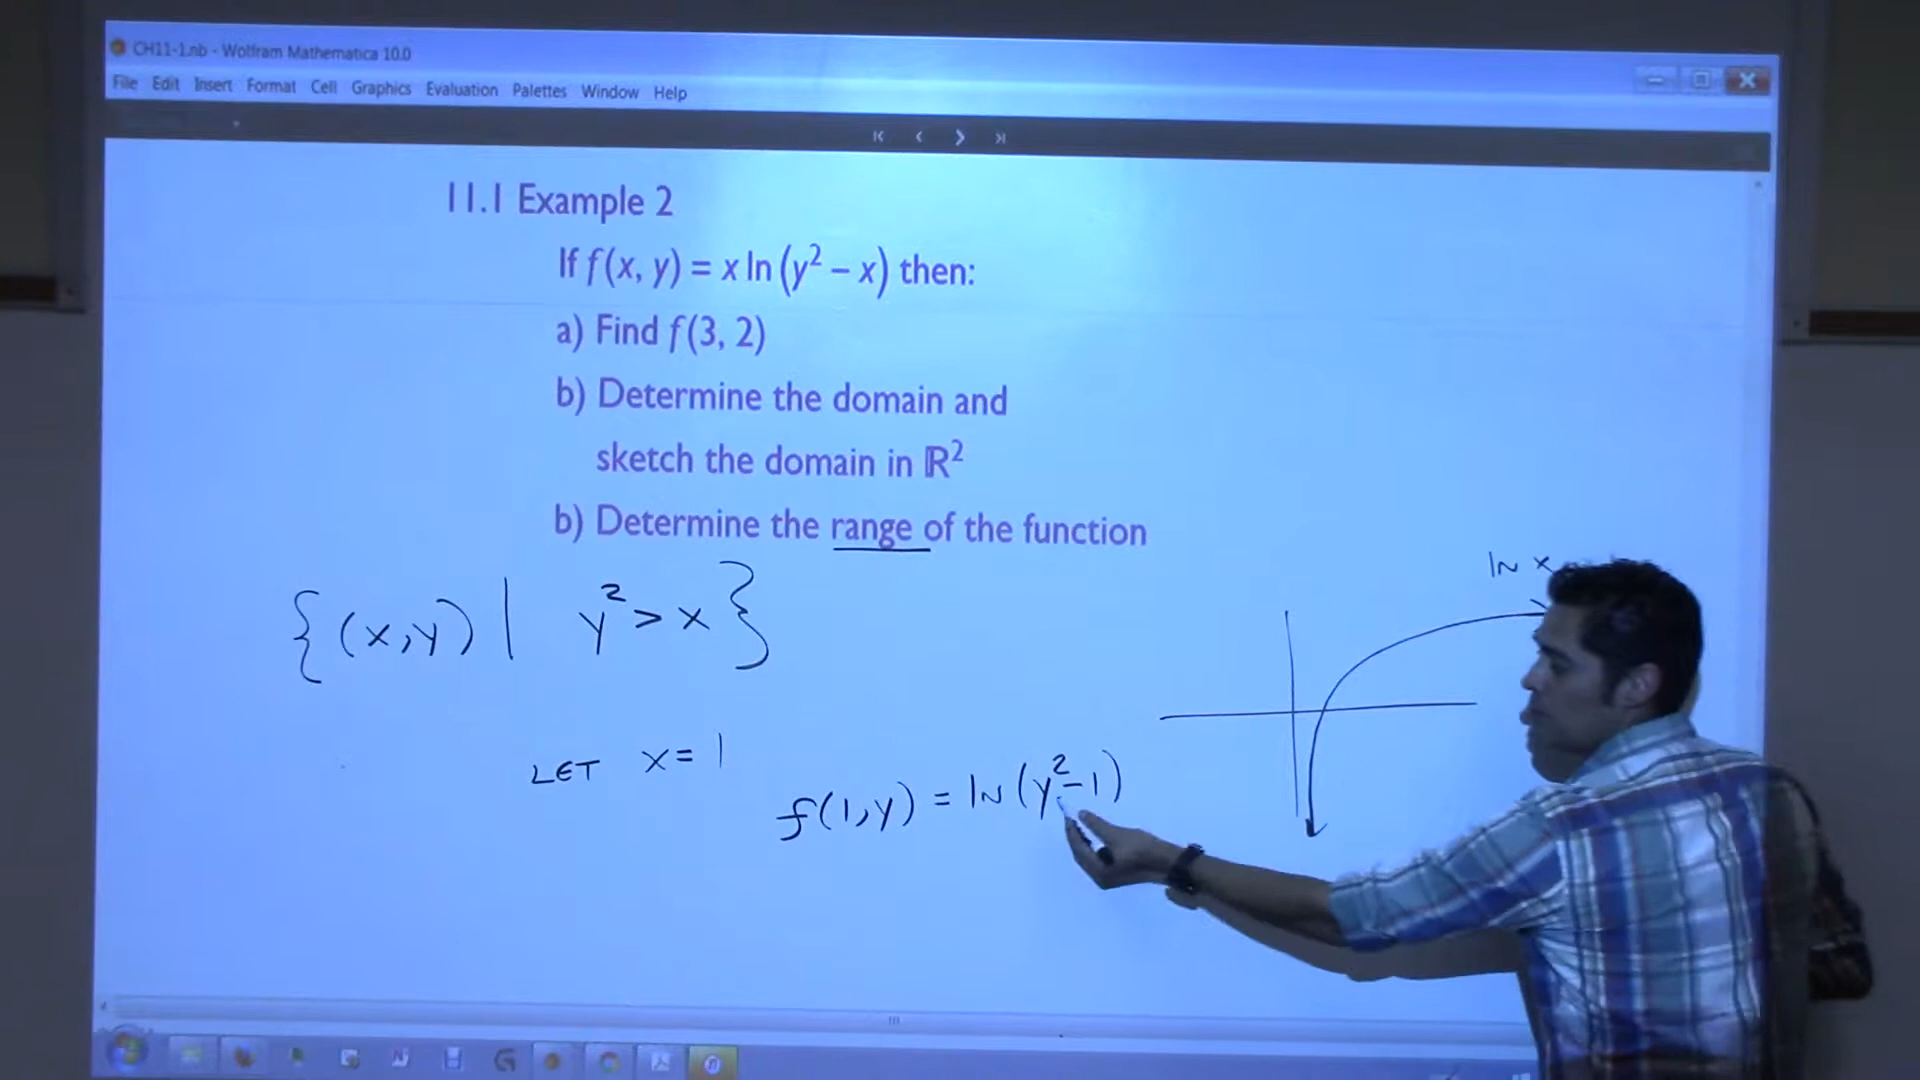 CH11-1.nb - Wolfram Mathematica 10.0
File Edit Insert Format Cell Graphics Evaluation Palettes Window Help
11.1 Example 2
If f(x, y) = x ln(y² – x) then:
a) Find f(3, 2)
b) Determine the domain and
sketch the domain in ℝ²
b) Determine the range of the function
ln x
{(x,y) | y² > x}
LET x = 1
f(1,y) = ln(y²-1)